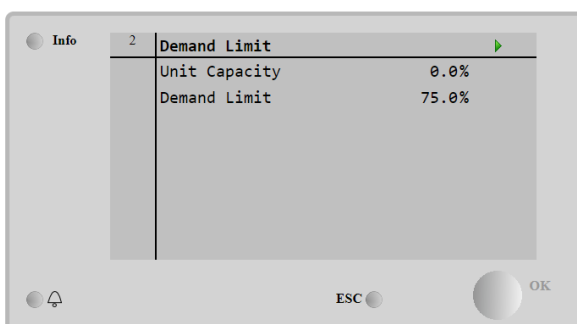 Info
2 Demand Limit
Unit Capacity 0.0%
Demand Limit 75.0%
ESC
OK